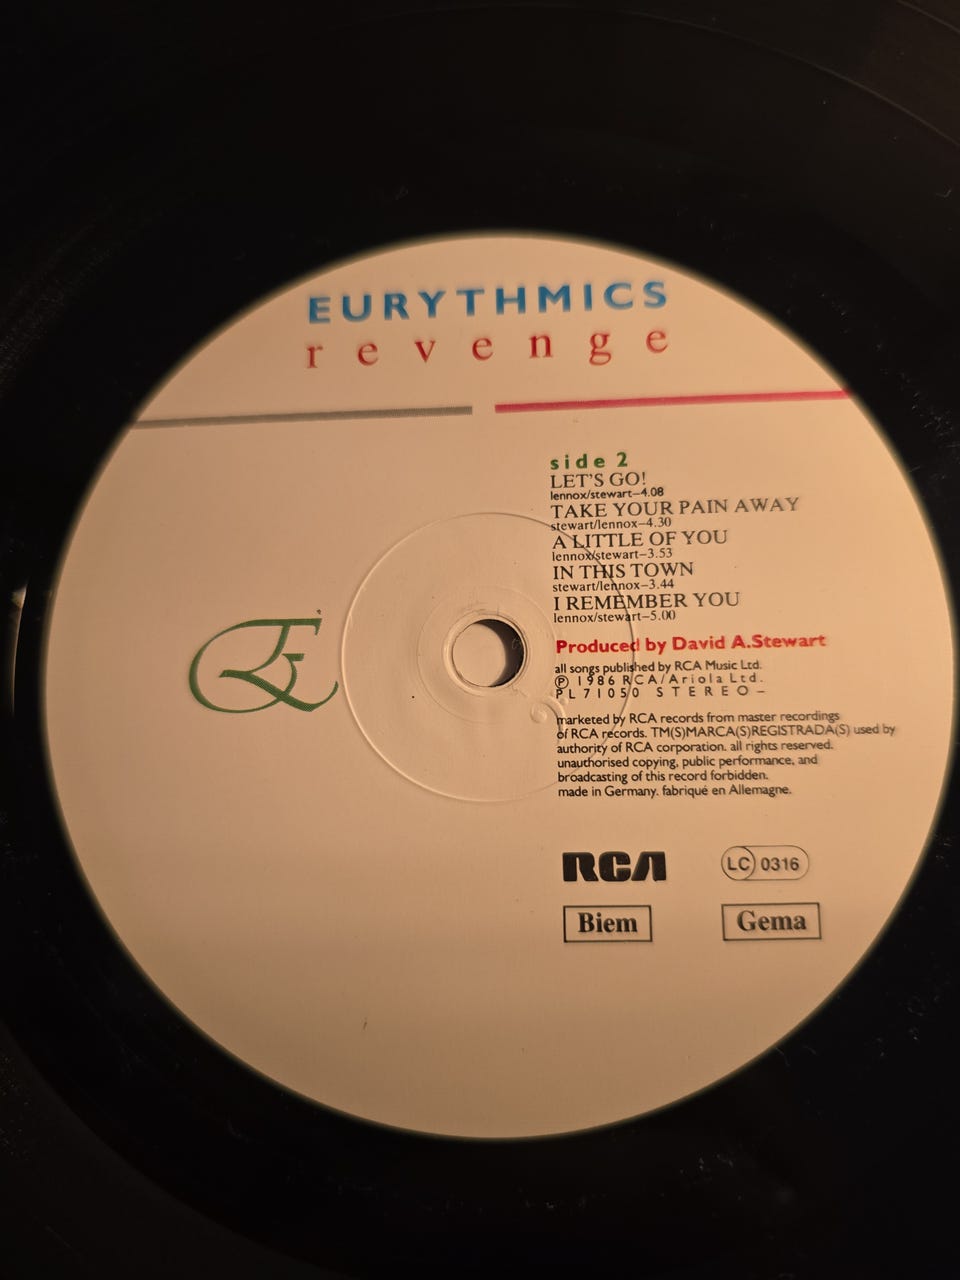 EURYTHMICS
revenge
side 2
LET'S GO!
lennox/stewart–4.08
TAKE YOUR PAIN AWAY
stewart/lennox–4.30
A LITTLE OF YOU
lennox/stewart–3.53
IN THIS TOWN
stewart/lennox–3.44
I REMEMBER YOU
lennox/stewart–5.00
Produced by David A.Stewart
all songs published by RCA Music Ltd.
℗ 1986 RCA/Ariola Ltd.
PL71050 STEREO–
marketed by RCA records from master recordings
of RCA records. TM(S)MARCA(S)REGISTRADA(S) used by
authority of RCA corporation. all rights reserved.
unauthorised copying, public performance, and
broadcasting of this record forbidden.
made in Germany. fabriqué en Allemagne.
RCA
LC 0316
Biem
Gema